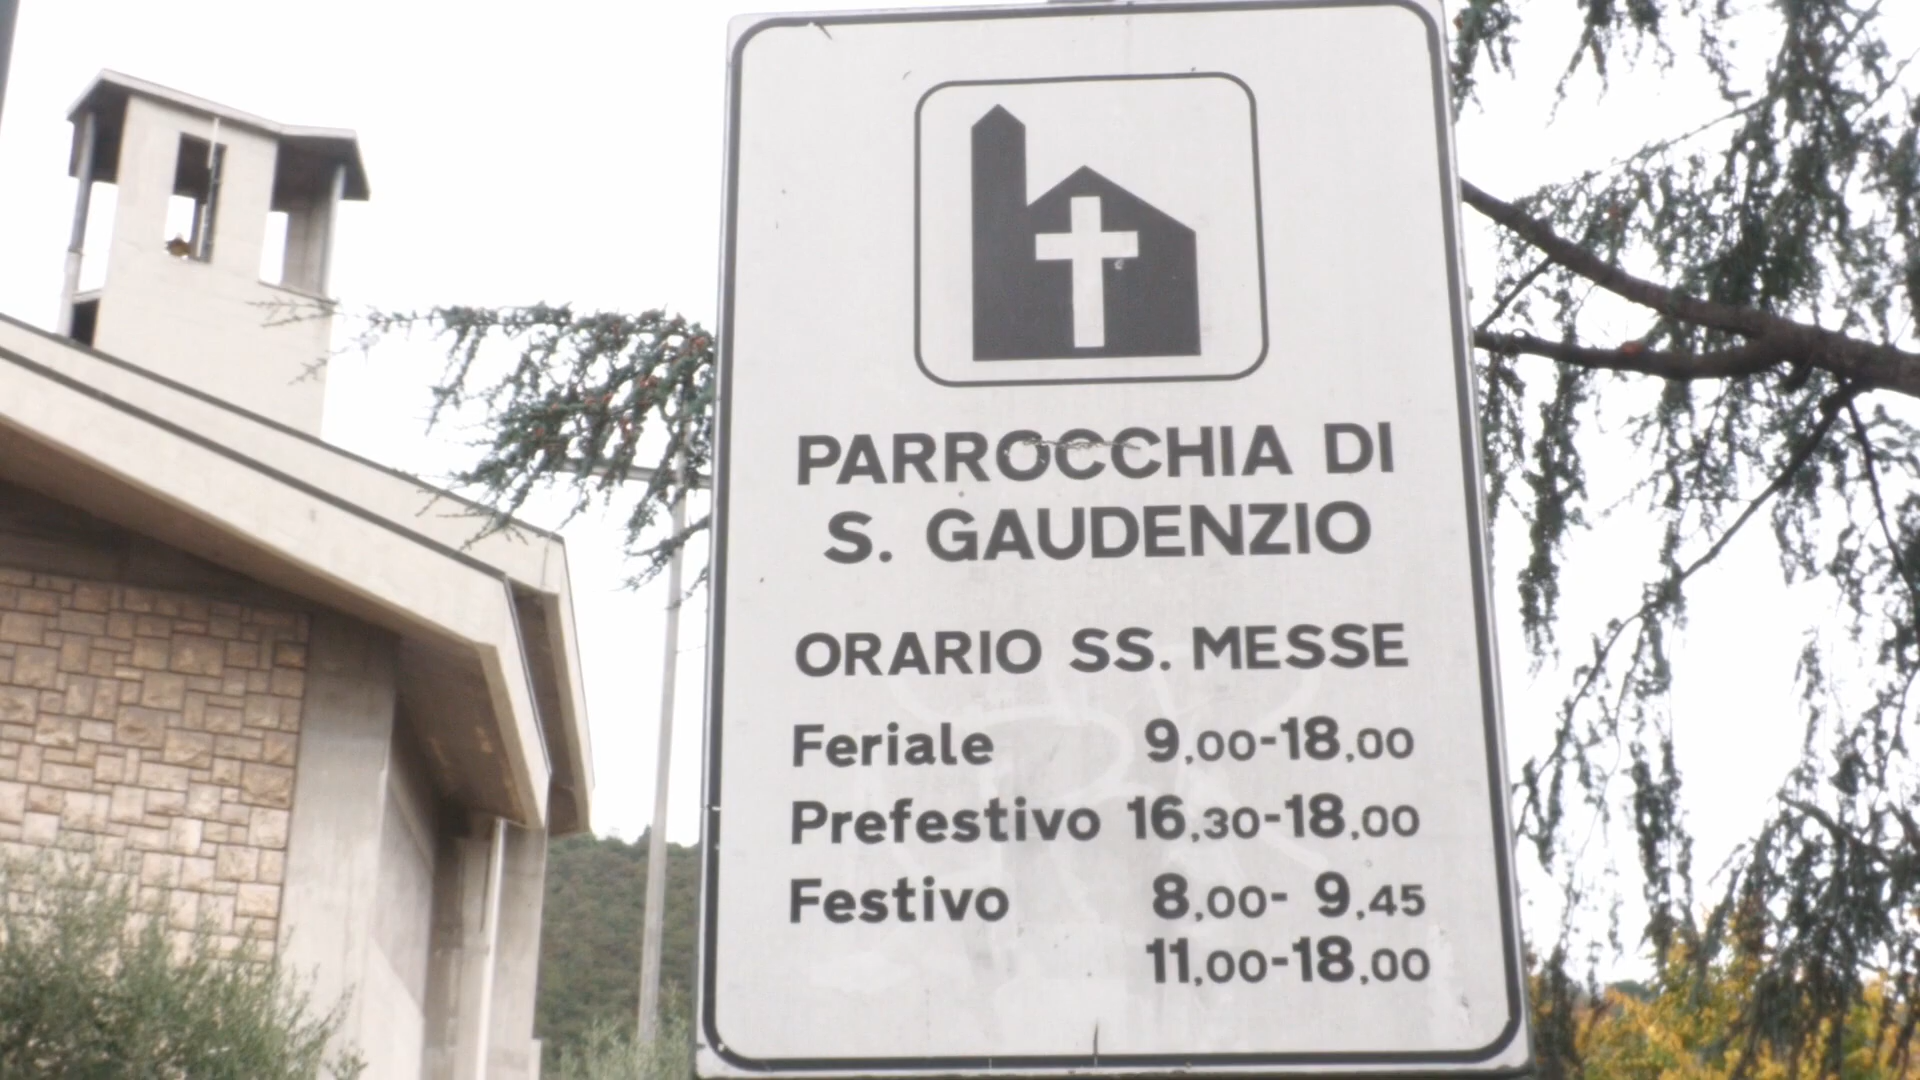 PARROCCHIA DI
S. GAUDENZIO
ORARIO SS. MESSE
Feriale 9,00-18,00
Prefestivo 16,30-18,00
Festivo 8,00- 9,45
11,00-18,00